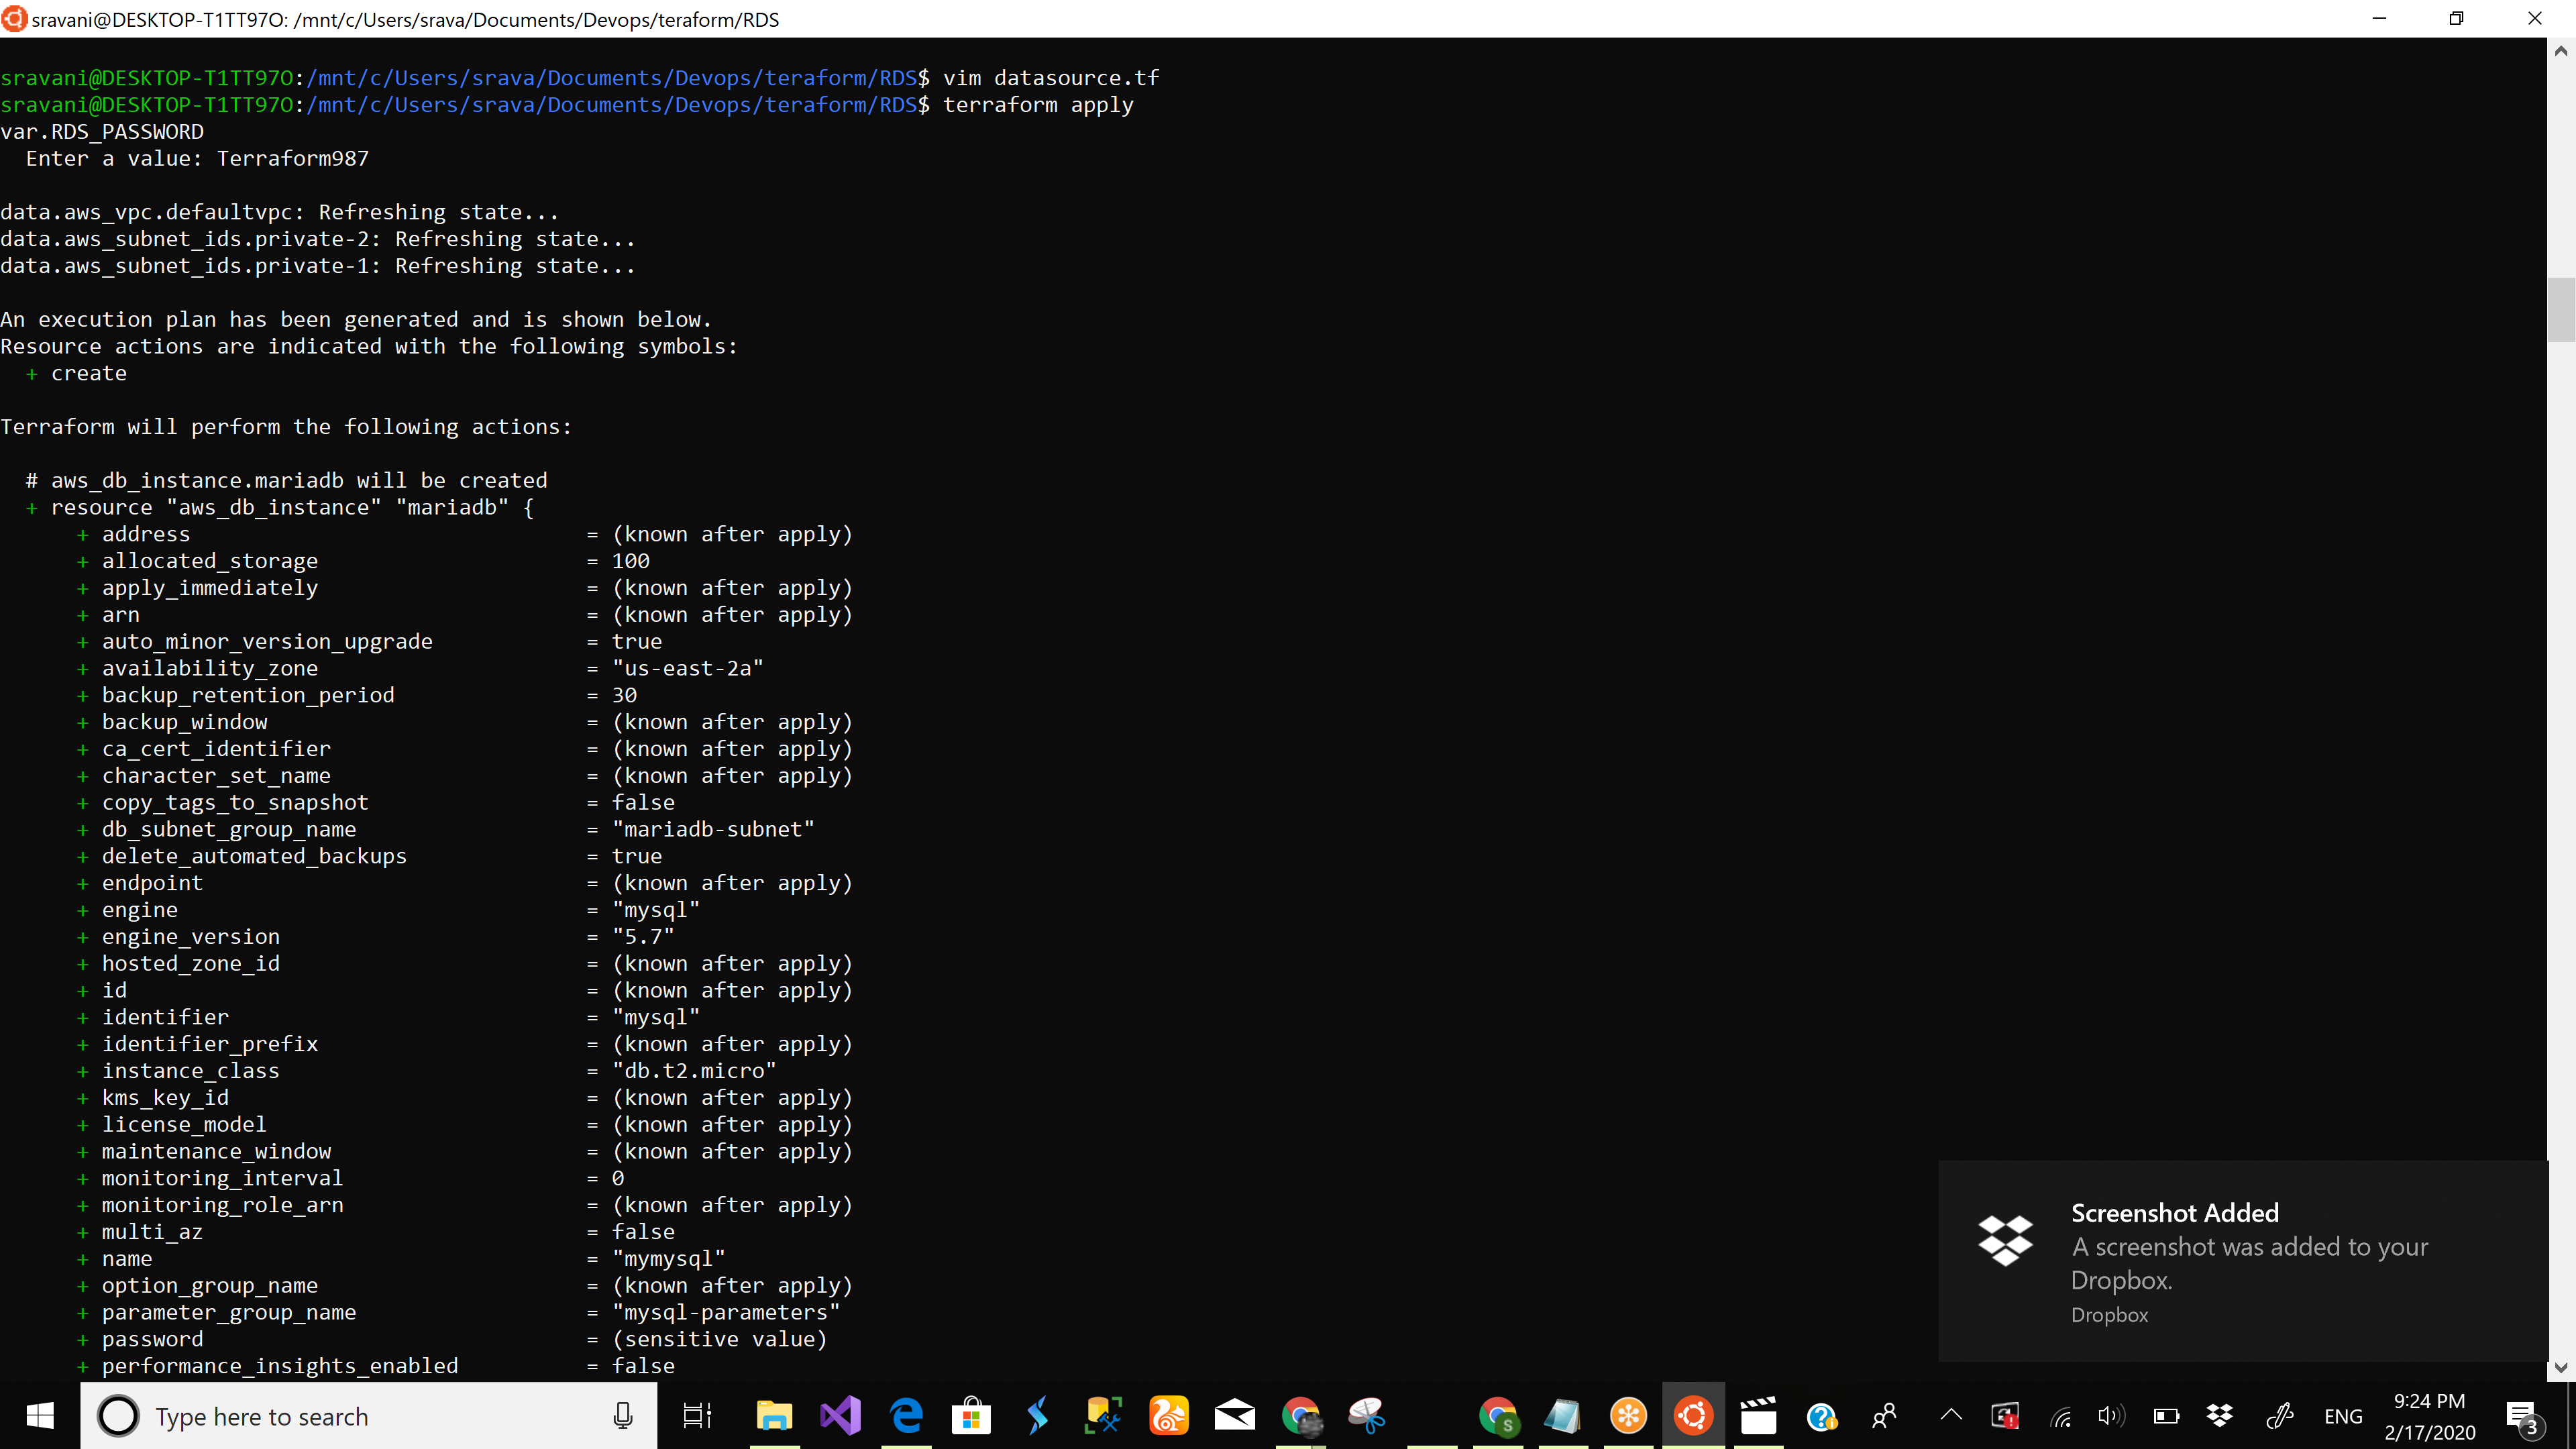 sravani@DESKTOP-T1TT97O: /mnt/c/Users/srava/Documents/Devops/teraform/RDS
sravani@DESKTOP-T1TT97O:/mnt/c/Users/srava/Documents/Devops/teraform/RDS$ vim datasource.tf
sravani@DESKTOP-T1TT97O:/mnt/c/Users/srava/Documents/Devops/teraform/RDS$ terraform apply
var.RDS_PASSWORD
  Enter a value: Terraform987
data.aws_vpc.defaultvpc: Refreshing state...
data.aws_subnet_ids.private-2: Refreshing state...
data.aws_subnet_ids.private-1: Refreshing state...
An execution plan has been generated and is shown below.
Resource actions are indicated with the following symbols:
  + create
Terraform will perform the following actions:
  # aws_db_instance.mariadb will be created
  + resource "aws_db_instance" "mariadb" {
      + address = (known after apply)
      + allocated_storage = 100
      + apply_immediately = (known after apply)
      + arn = (known after apply)
      + auto_minor_version_upgrade = true
      + availability_zone = "us-east-2a"
      + backup_retention_period = 30
      + backup_window = (known after apply)
      + ca_cert_identifier = (known after apply)
      + character_set_name = (known after apply)
      + copy_tags_to_snapshot = false
      + db_subnet_group_name = "mariadb-subnet"
      + delete_automated_backups = true
      + endpoint = (known after apply)
      + engine = "mysql"
      + engine_version = "5.7"
      + hosted_zone_id = (known after apply)
      + id = (known after apply)
      + identifier = "mysql"
      + identifier_prefix = (known after apply)
      + instance_class = "db.t2.micro"
      + kms_key_id = (known after apply)
      + license_model = (known after apply)
      + maintenance_window = (known after apply)
      + monitoring_interval = 0
      + monitoring_role_arn = (known after apply)
      + multi_az = false
      + name = "mymysql"
      + option_group_name = (known after apply)
      + parameter_group_name = "mysql-parameters"
      + password = (sensitive value)
      + performance_insights_enabled = false
Screenshot Added
A screenshot was added to your
Dropbox.
Dropbox
Type here to search
S
ENG
9:24 PM
2/17/2020
3